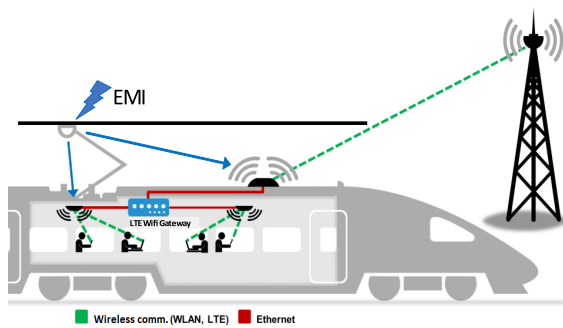 EMI
LTE Wifi Gateway
Wireless comm. (WLAN, LTE) Ethernet